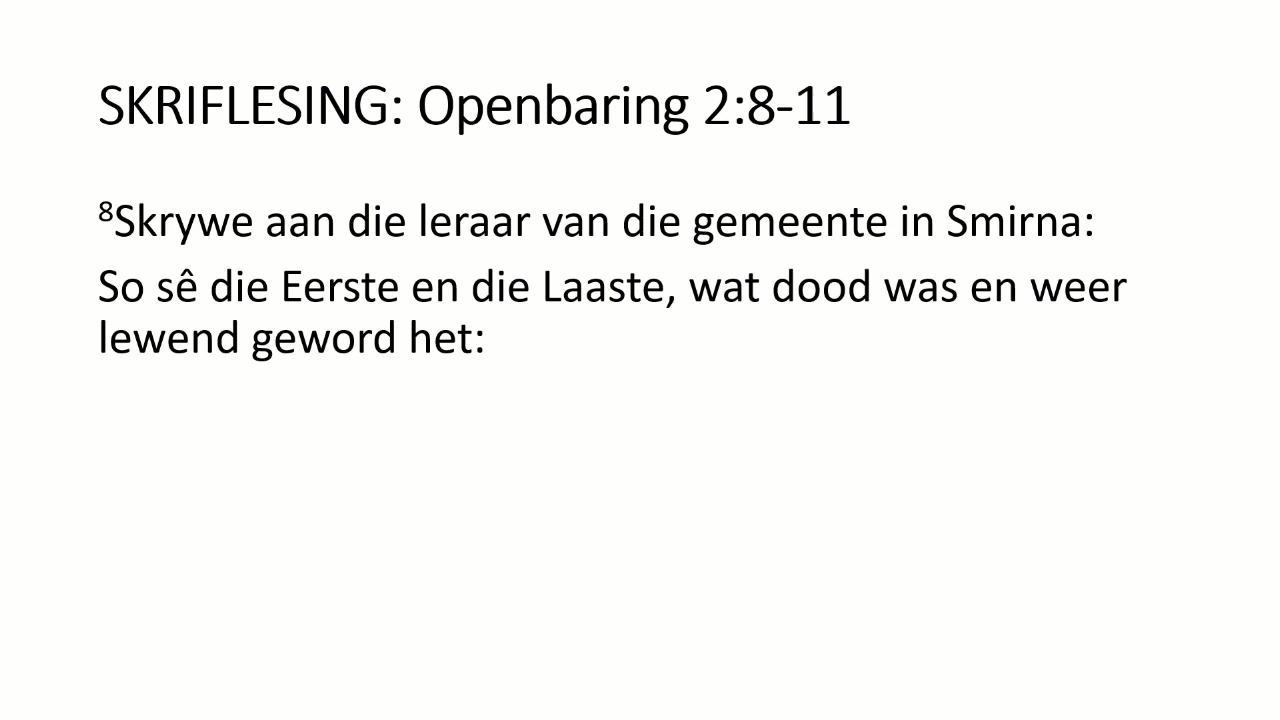 SKRIFLESING: Openbaring 2:8-11
⁸Skrywe aan die leraar van die gemeente in Smirna:
So sê die Eerste en die Laaste, wat dood was en weer
lewend geword het: